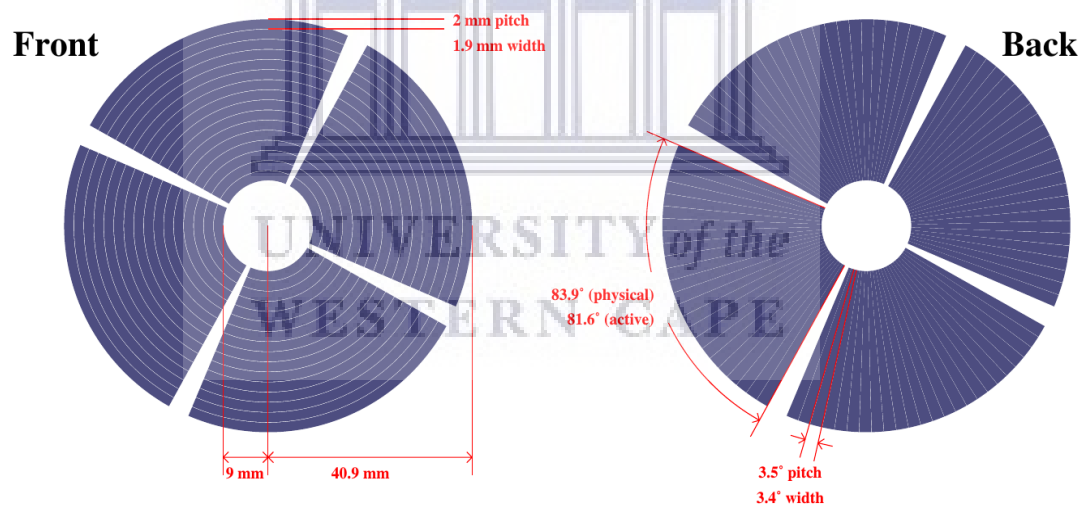 Front
2 mm pitch
1.9 mm width
Back
UNIVERSITY of the
WESTERN CAPE
83.9˚ (physical)
81.6˚ (active)
9 mm
40.9 mm
3.5˚ pitch
3.4˚ width